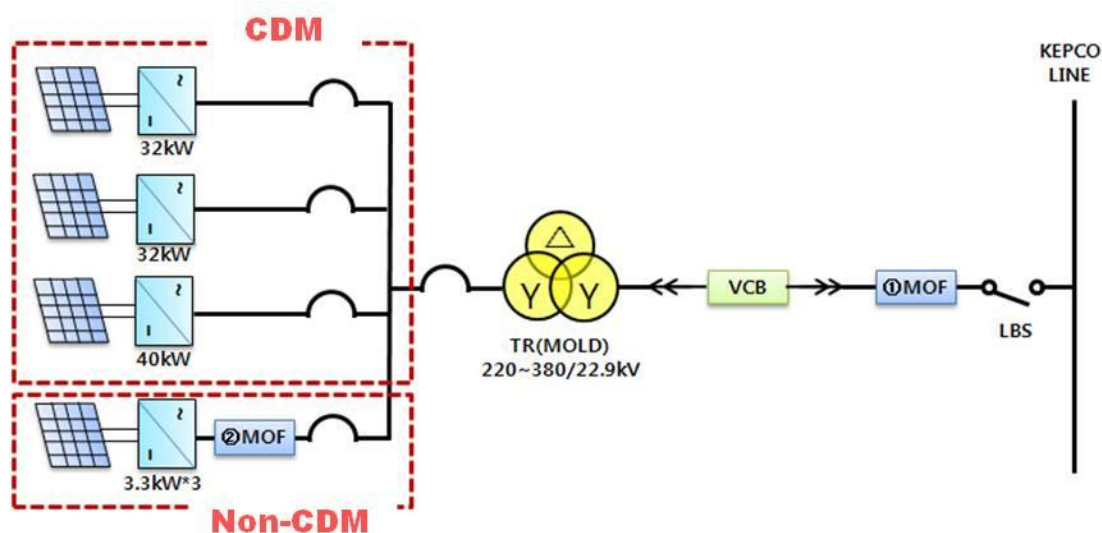 CDM
KEPCO
LINE
32kW
32kW
40kW
△
Y Y
TR(MOLD)
220~380/22.9kV
VCB
①MOF
LBS
②MOF
3.3kW*3
Non-CDM